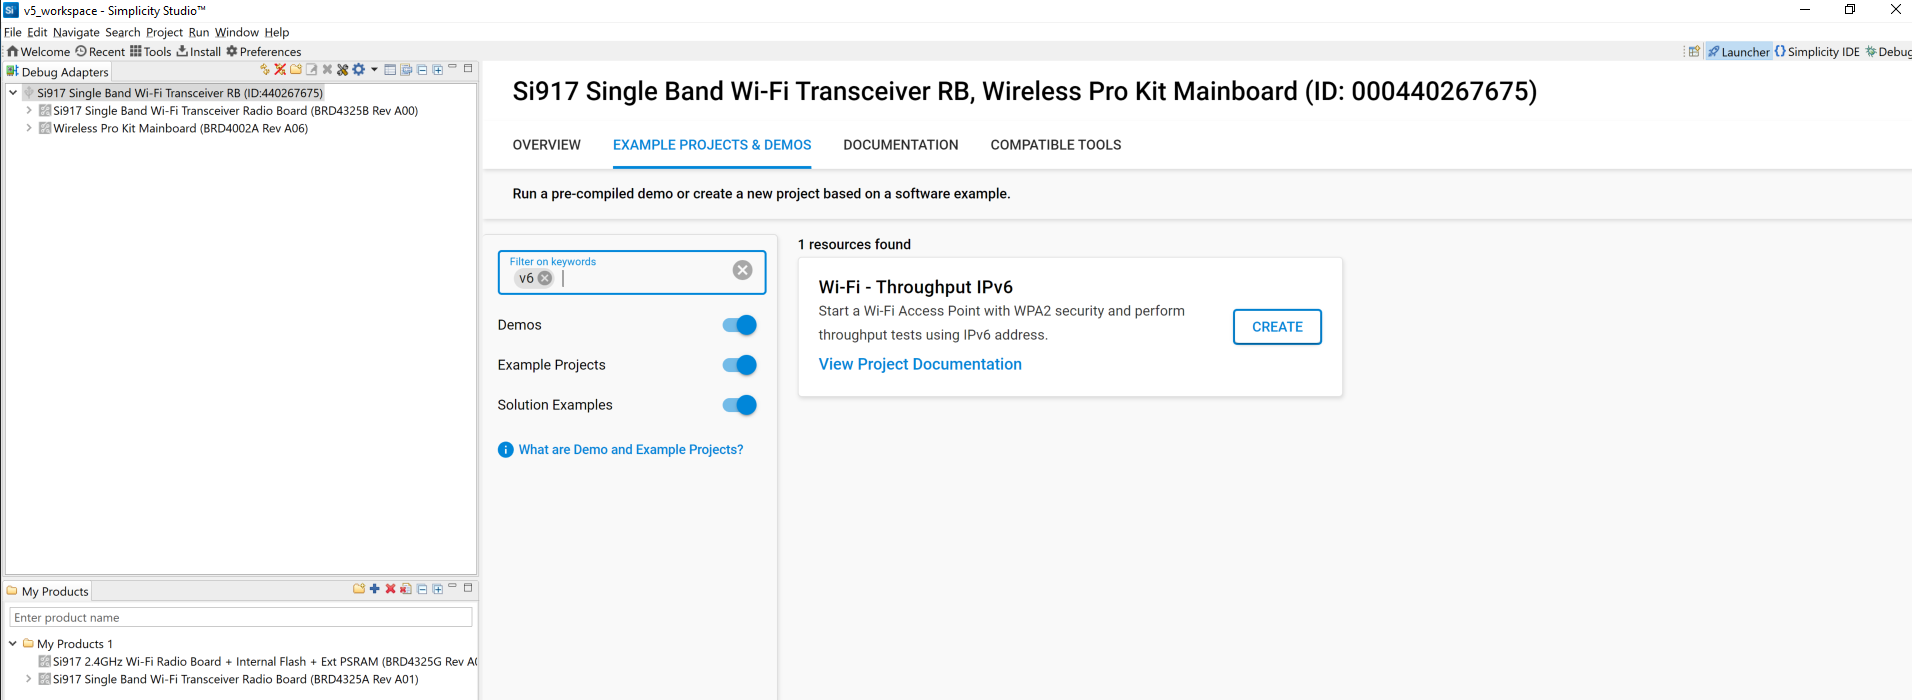 v5_workspace - Simplicity Studio™
File Edit Navigate Search Project Run Window Help
Welcome Recent Tools Install Preferences
Launcher Simplicity IDE Debug
Debug Adapters
Si917 Single Band Wi-Fi Transceiver RB (ID:440267675)
Si917 Single Band Wi-Fi Transceiver Radio Board (BRD4325B Rev A00)
Wireless Pro Kit Mainboard (BRD4002A Rev A06)
Si917 Single Band Wi-Fi Transceiver RB, Wireless Pro Kit Mainboard (ID: 000440267675)
OVERVIEW EXAMPLE PROJECTS & DEMOS DOCUMENTATION COMPATIBLE TOOLS
Run a pre-compiled demo or create a new project based on a software example.
Filter on keywords
v6
Demos
Example Projects
Solution Examples
What are Demo and Example Projects?
1 resources found
Wi-Fi - Throughput IPv6
Start a Wi-Fi Access Point with WPA2 security and perform
throughput tests using IPv6 address.
View Project Documentation
CREATE
My Products
Enter product name
My Products 1
Si917 2.4GHz Wi-Fi Radio Board + Internal Flash + Ext PSRAM (BRD4325G Rev A0
Si917 Single Band Wi-Fi Transceiver Radio Board (BRD4325A Rev A01)